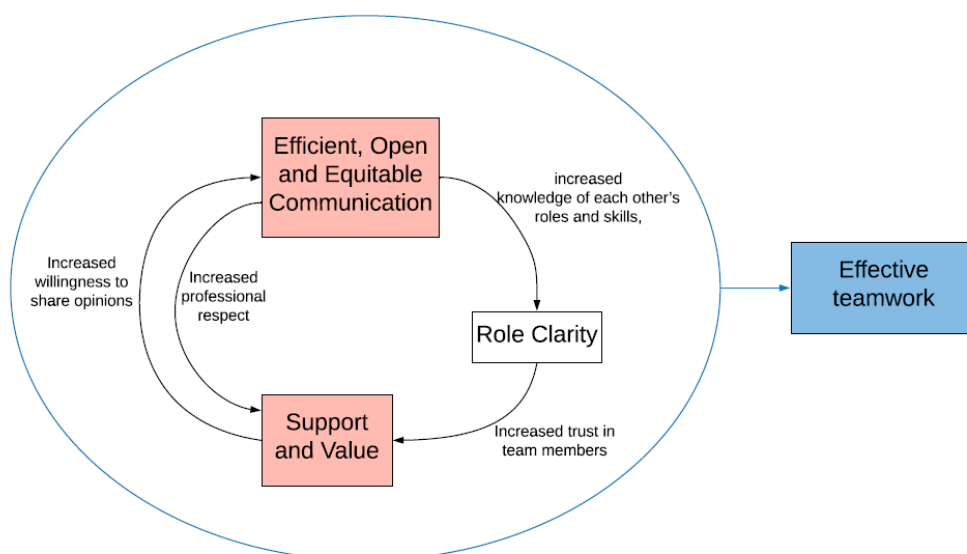 Efficient, Open
and Equitable
Communication
increased
knowledge of each other's
roles and skills,
Increased
willingness to
share opinions
Increased
professional
respect
Effective
teamwork
Role Clarity
Support
and Value
Increased trust in
team members